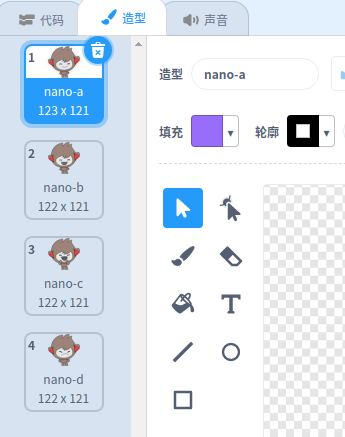 代码 造型 声音
1
nano-a
123 x 121
2
nano-b
122 x 121
3
nano-c
122 x 121
4
nano-d
122 x 121
造型 nano-a
填充 轮廓
T